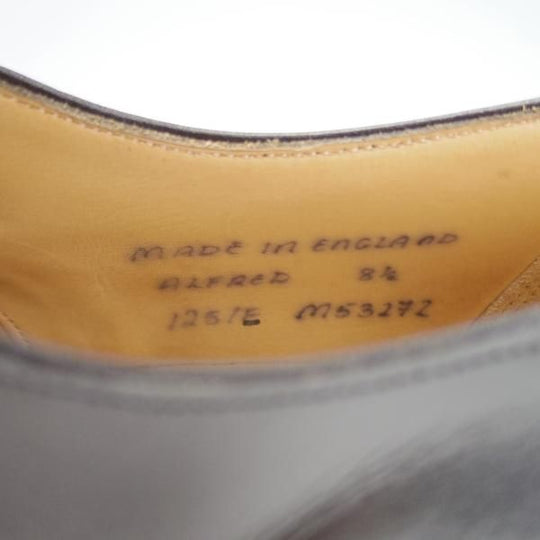 MADE IN ENGLAND
ALFRED 8½
125/E M53272